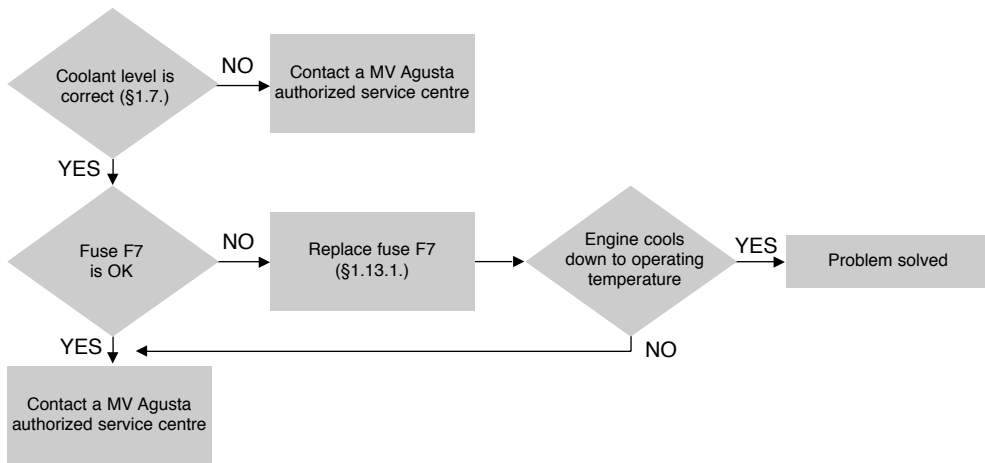 Coolant level is
correct (§1.7.)
NO
Contact a MV Agusta
authorized service centre
YES
Fuse F7
is OK
NO
Replace fuse F7
(§1.13.1.)
Engine cools
down to operating
temperature
YES
Problem solved
YES
NO
Contact a MV Agusta
authorized service centre